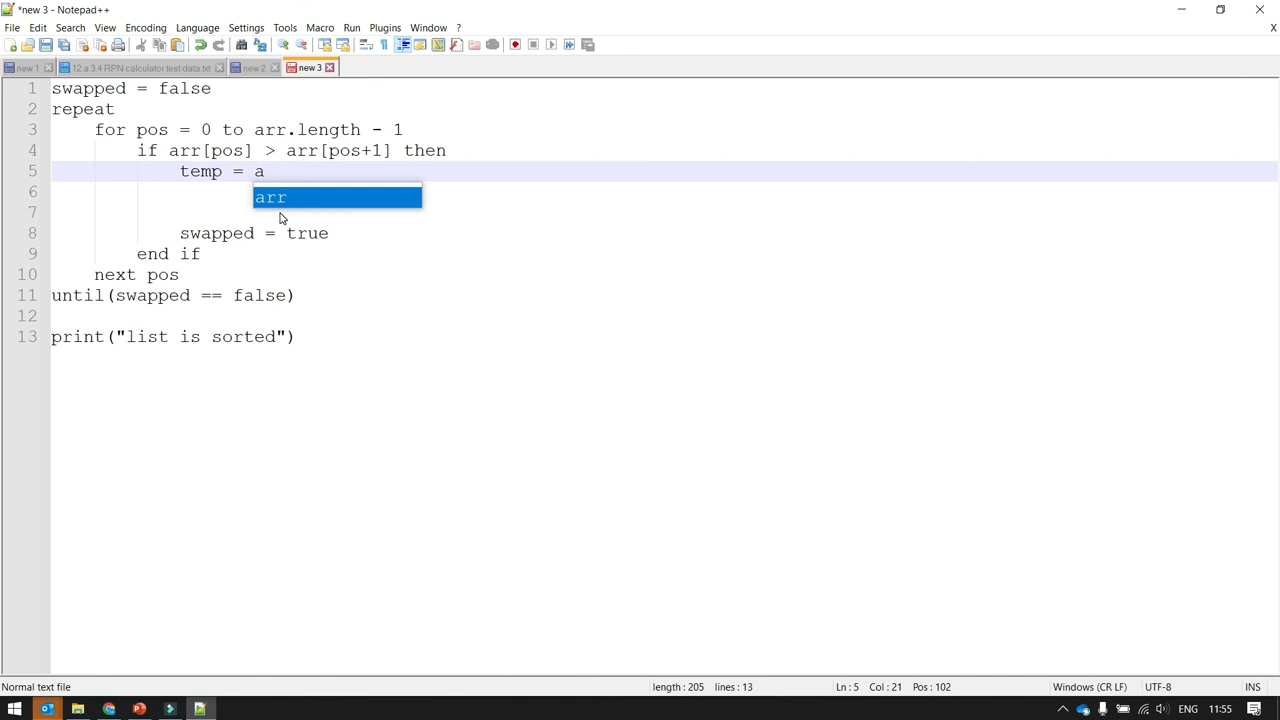 *new 3 - Notepad++
File Edit Search View Encoding Language Settings Tools Macro Run Plugins Window ? X
new 1 12 a 3.4 RPN calculator test data.txt new 2 new 3
1 swapped = false
2 repeat
3 for pos = 0 to arr.length - 1
4 if arr[pos] > arr[pos+1] then
5 temp = a
6 arr
7
8 swapped = true
9 end if
10 next pos
11 until(swapped == false)
12
13 print("list is sorted")
Normal text file length : 205 lines : 13 Ln : 5 Col : 21 Pos : 102 Windows (CR LF) UTF-8 INS
ENG 11:55